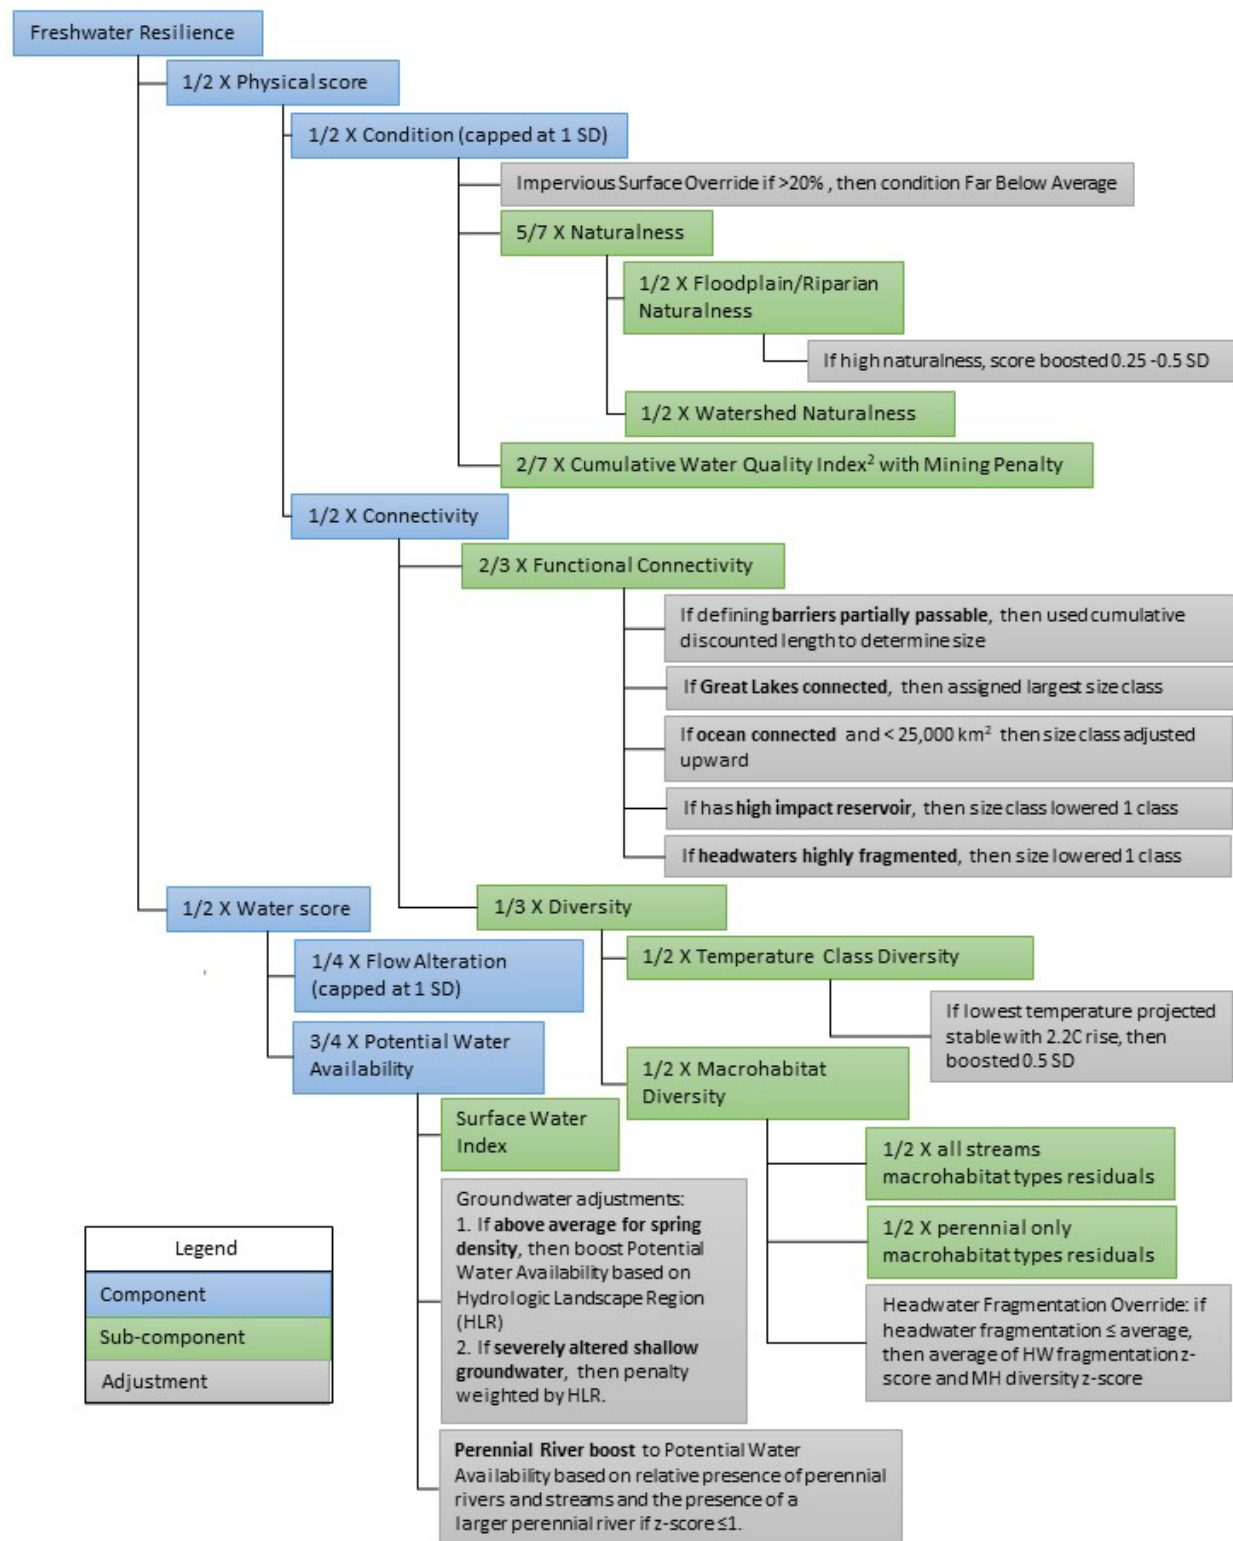 Freshwater Resilience
1/2 X Physical score
1/2 X Condition (capped at 1 SD)
Impervious Surface Override if >20% , then condition Far Below Average
5/7 X Naturalness
1/2 X Floodplain/Riparian
Naturalness
If high naturalness, score boosted 0.25 -0.5 SD
1/2 X Watershed Naturalness
2/7 X Cumulative Water Quality Index² with Mining Penalty
1/2 X Connectivity
2/3 X Functional Connectivity
If defining barriers partially passable, then used cumulative
discounted length to determine size
If Great Lakes connected, then assigned largest size class
If ocean connected and < 25,000 km² then size class adjusted
upward
If has high impact reservoir, then size class lowered 1 class
If headwaters highly fragmented, then size lowered 1 class
1/3 X Diversity
1/2 X Temperature Class Diversity
If lowest temperature projected
stable with 2.2C rise, then
boosted 0.5 SD
1/2 X Macrohabitat
Diversity
1/2 X all streams
macrohabitat types residuals
1/2 X perennial only
macrohabitat types residuals
Headwater Fragmentation Override: if
headwater fragmentation ≤ average,
then average of HW fragmentation z-
score and MH diversity z-score
1/2 X Water score
1/4 X Flow Alteration
(capped at 1 SD)
3/4 X Potential Water
Availability
Surface Water
Index
Groundwater adjustments:
1. If above average for spring
density, then boost Potential
Water Availability based on
Hydrologic Landscape Region
(HLR)
2. If severely altered shallow
groundwater, then penalty
weighted by HLR.
Perennial River boost to Potential Water
Availability based on relative presence of perennial
rivers and streams and the presence of a
larger perennial river if z-score ≤1.
Legend
Component
Sub-component
Adjustment